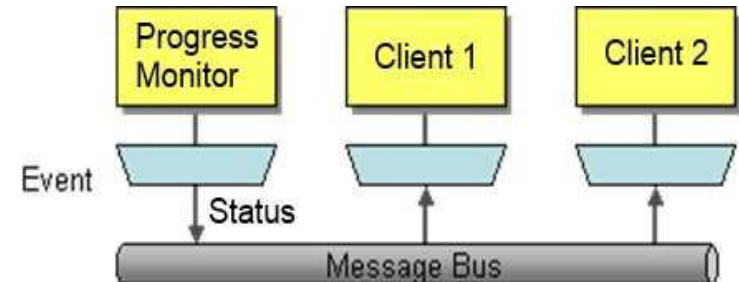 Progress
Monitor
Client 1
Client 2
Event
Status
Message Bus